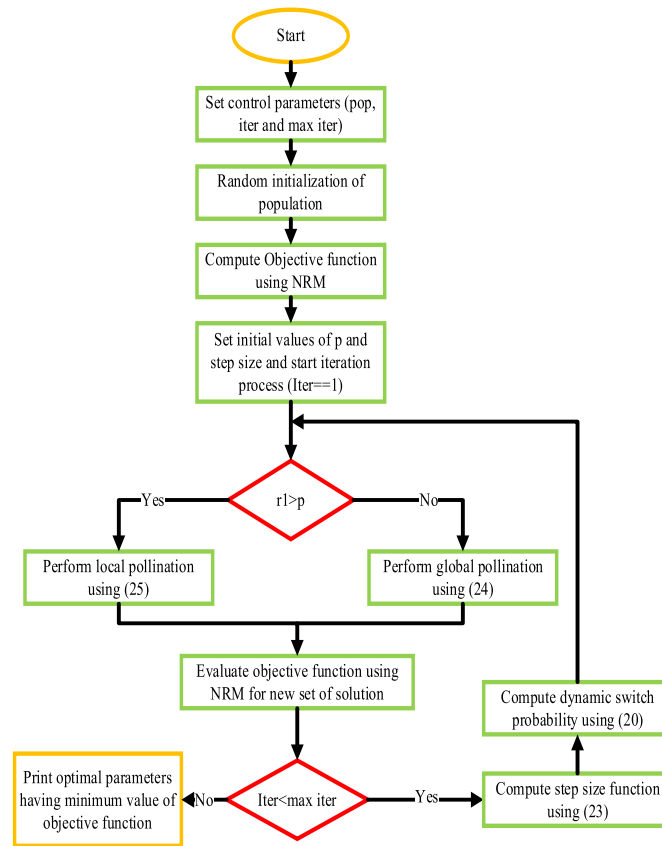 Start
Set control parameters (pop,
iter and max iter)
Random initialization of
population
Compute Objective function
using NRM
Set initial values of p and
step size and start iteration
process (Iter==1)
r1>p
Yes
No
Perform local pollination
using (25)
Perform global pollination
using (24)
Evaluate objective function using
NRM for new set of solution
Compute dynamic switch
probability using (20)
Print optimal parameters
having minimum value of
objective function
No
Iter<max iter
Yes
Compute step size function
using (23)